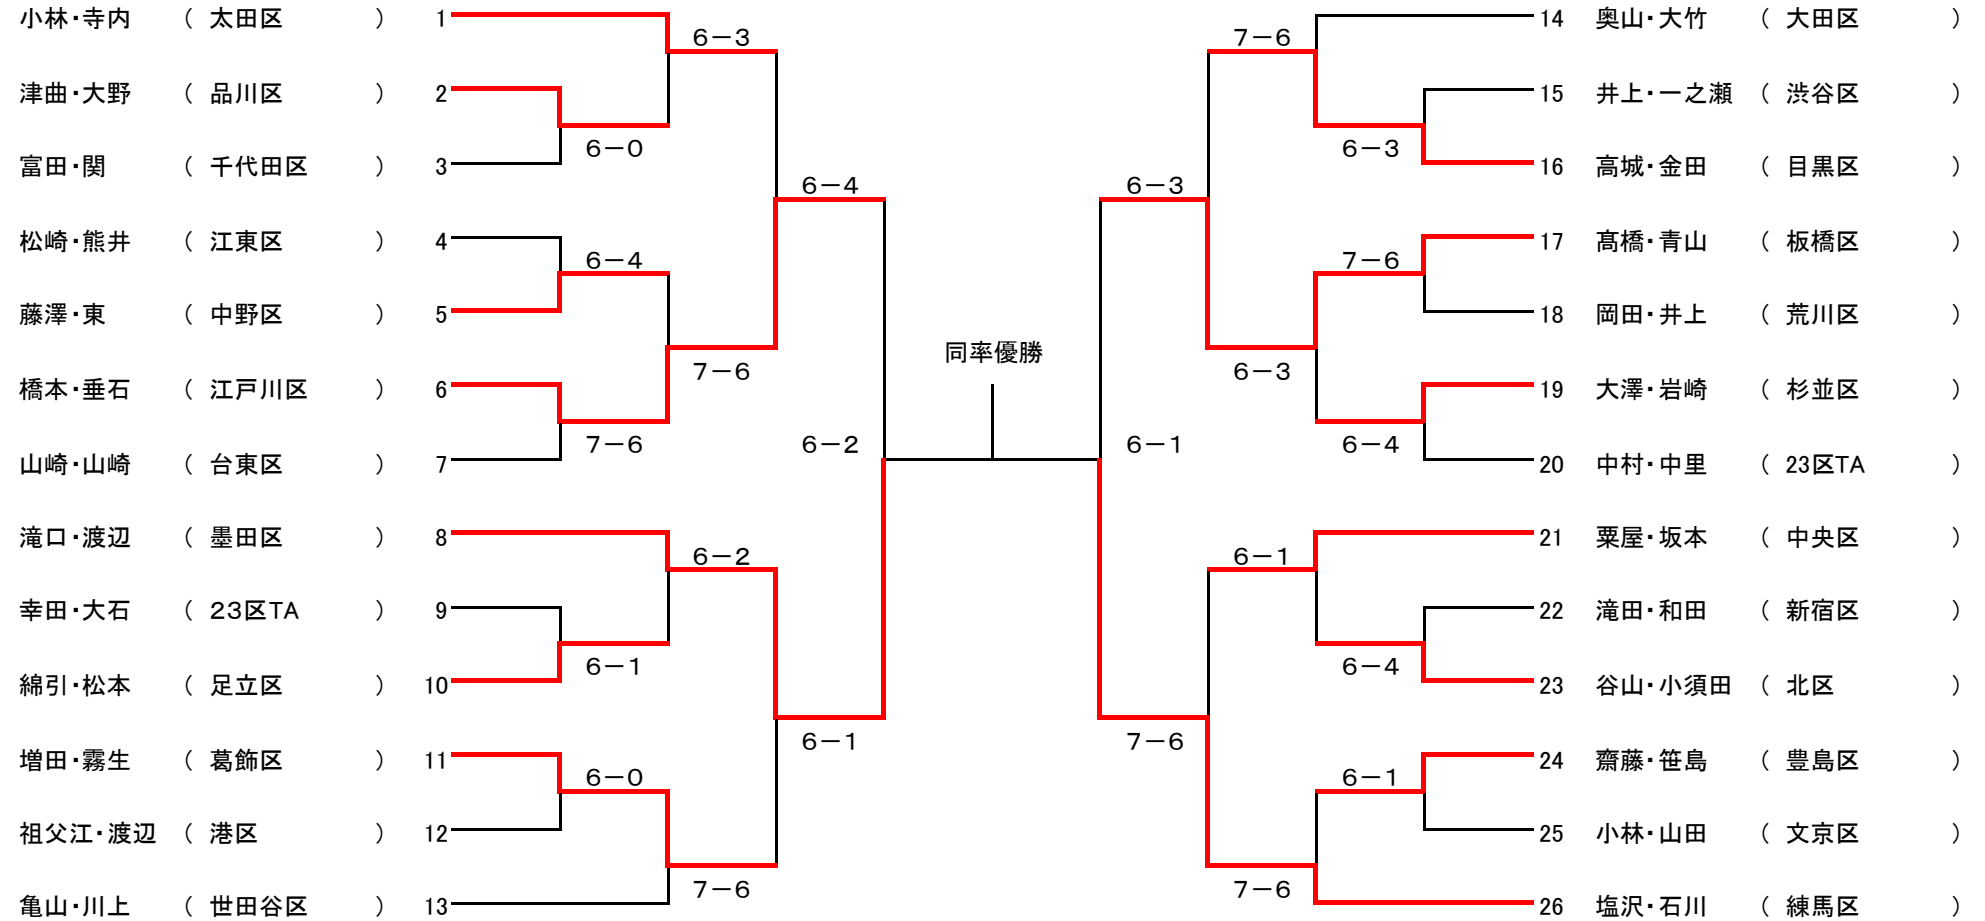 小林・寺内 （ 太田区 ） 1
6－3
津曲・大野 （ 品川区 ） 2
6－0
富田・関 （ 千代田区 ） 3
6－4
松崎・熊井 （ 江東区 ） 4
6－4
藤澤・東 （ 中野区 ） 5
7－6
橋本・垂石 （ 江戸川区 ） 6
7－6
6－2
山崎・山崎 （ 台東区 ） 7
滝口・渡辺 （ 墨田区 ） 8
6－2
幸田・大石 （ 23区TA ） 9
6－1
綿引・松本 （ 足立区 ） 10
6－1
増田・霧生 （ 葛飾区 ） 11
6－0
祖父江・渡辺 （ 港区 ） 12
7－6
亀山・川上 （ 世田谷区 ） 13
同率優勝
14 奥山・大竹 （ 大田区 ）
7－6
15 井上・一之瀬 （ 渋谷区 ）
6－3
16 高城・金田 （ 目黒区 ）
6－3
17 髙橋・青山 （ 板橋区 ）
7－6
18 岡田・井上 （ 荒川区 ）
6－3
19 大澤・岩崎 （ 杉並区 ）
6－1
6－4
20 中村・中里 （ 23区TA ）
21 粟屋・坂本 （ 中央区 ）
6－1
22 滝田・和田 （ 新宿区 ）
6－4
23 谷山・小須田 （ 北区 ）
7－6
24 齋藤・笹島 （ 豊島区 ）
6－1
25 小林・山田 （ 文京区 ）
7－6
26 塩沢・石川 （ 練馬区 ）